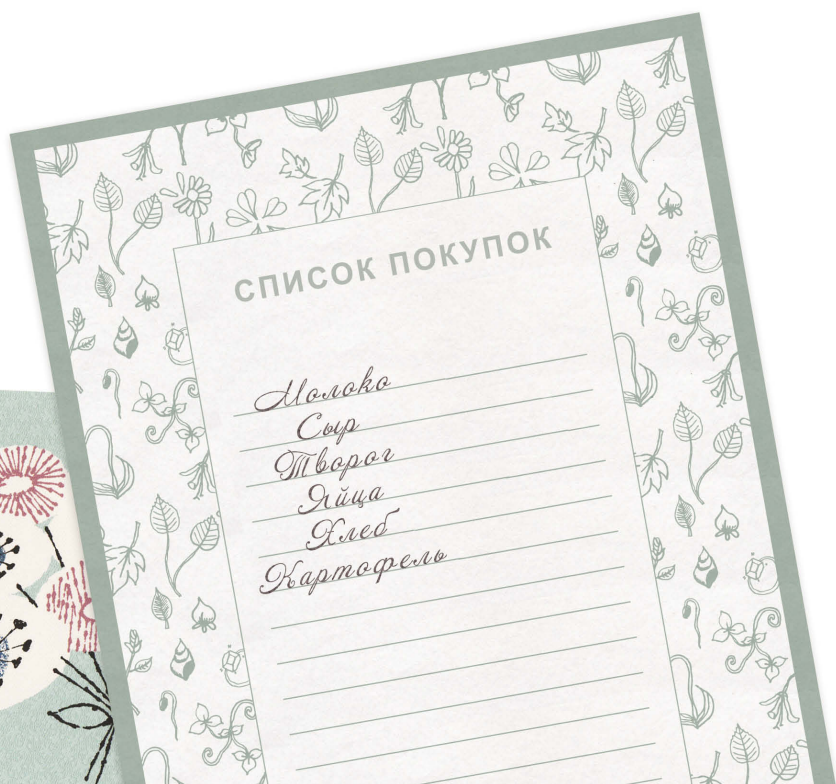 СПИСОК ПОКУПОК
Молоко
Сыр
Творог
Яйца
Хлеб
Картофель